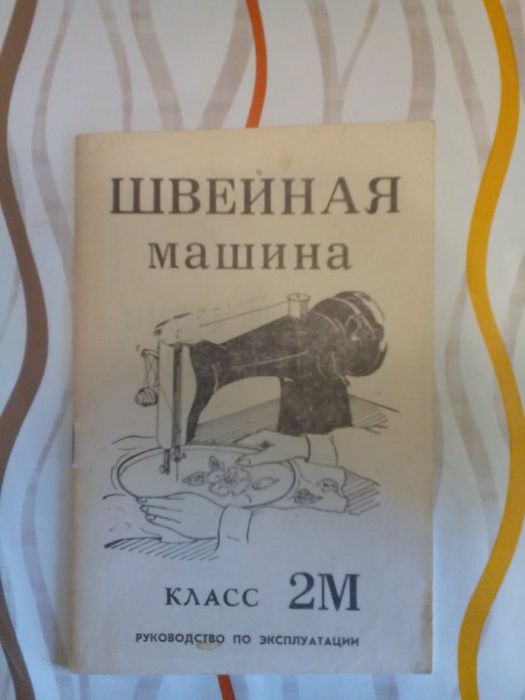 ШВЕЙНАЯ
машина
КЛАСС 2М
РУКОВОДСТВО ПО ЭКСПЛУАТАЦИИ